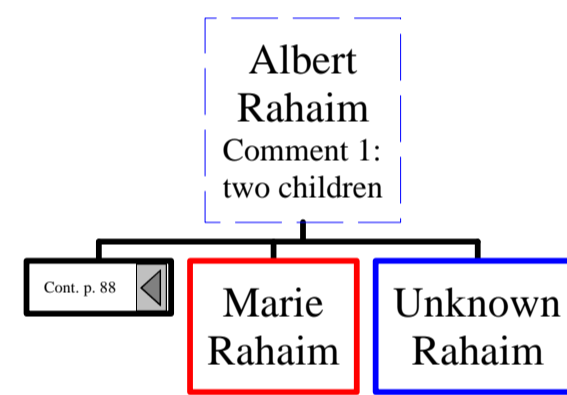 Albert
Rahaim
Comment 1:
two children
Cont. p. 88
Marie
Rahaim
Unknown
Rahaim